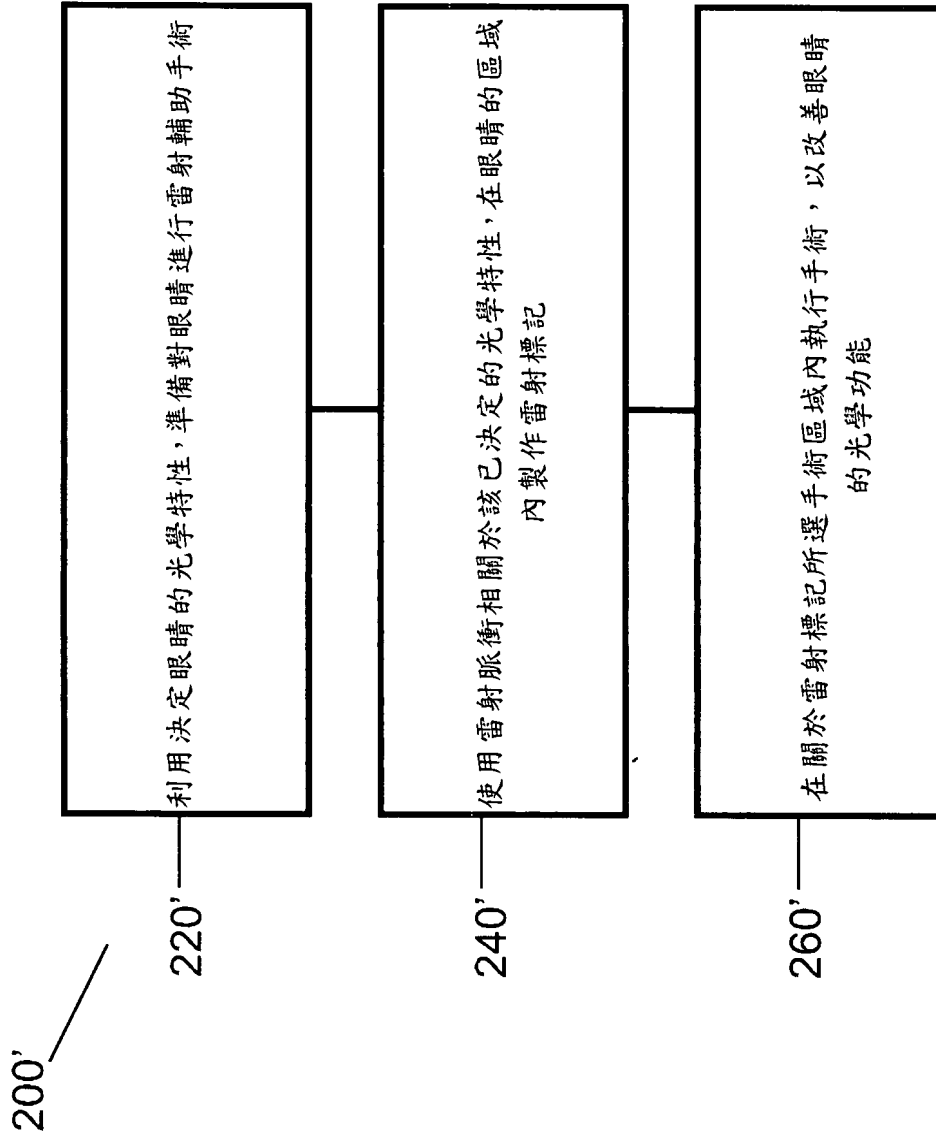 200’
220’
利用決定眼睛的光學特性，準備對眼睛進行雷射輔助手術
240’
使用雷射脈衝相關於該已決定的光學特性，在眼睛的區域
內製作雷射標記
260’
在關於雷射標記所選手術區域內執行手術，以改善眼睛
的光學功能